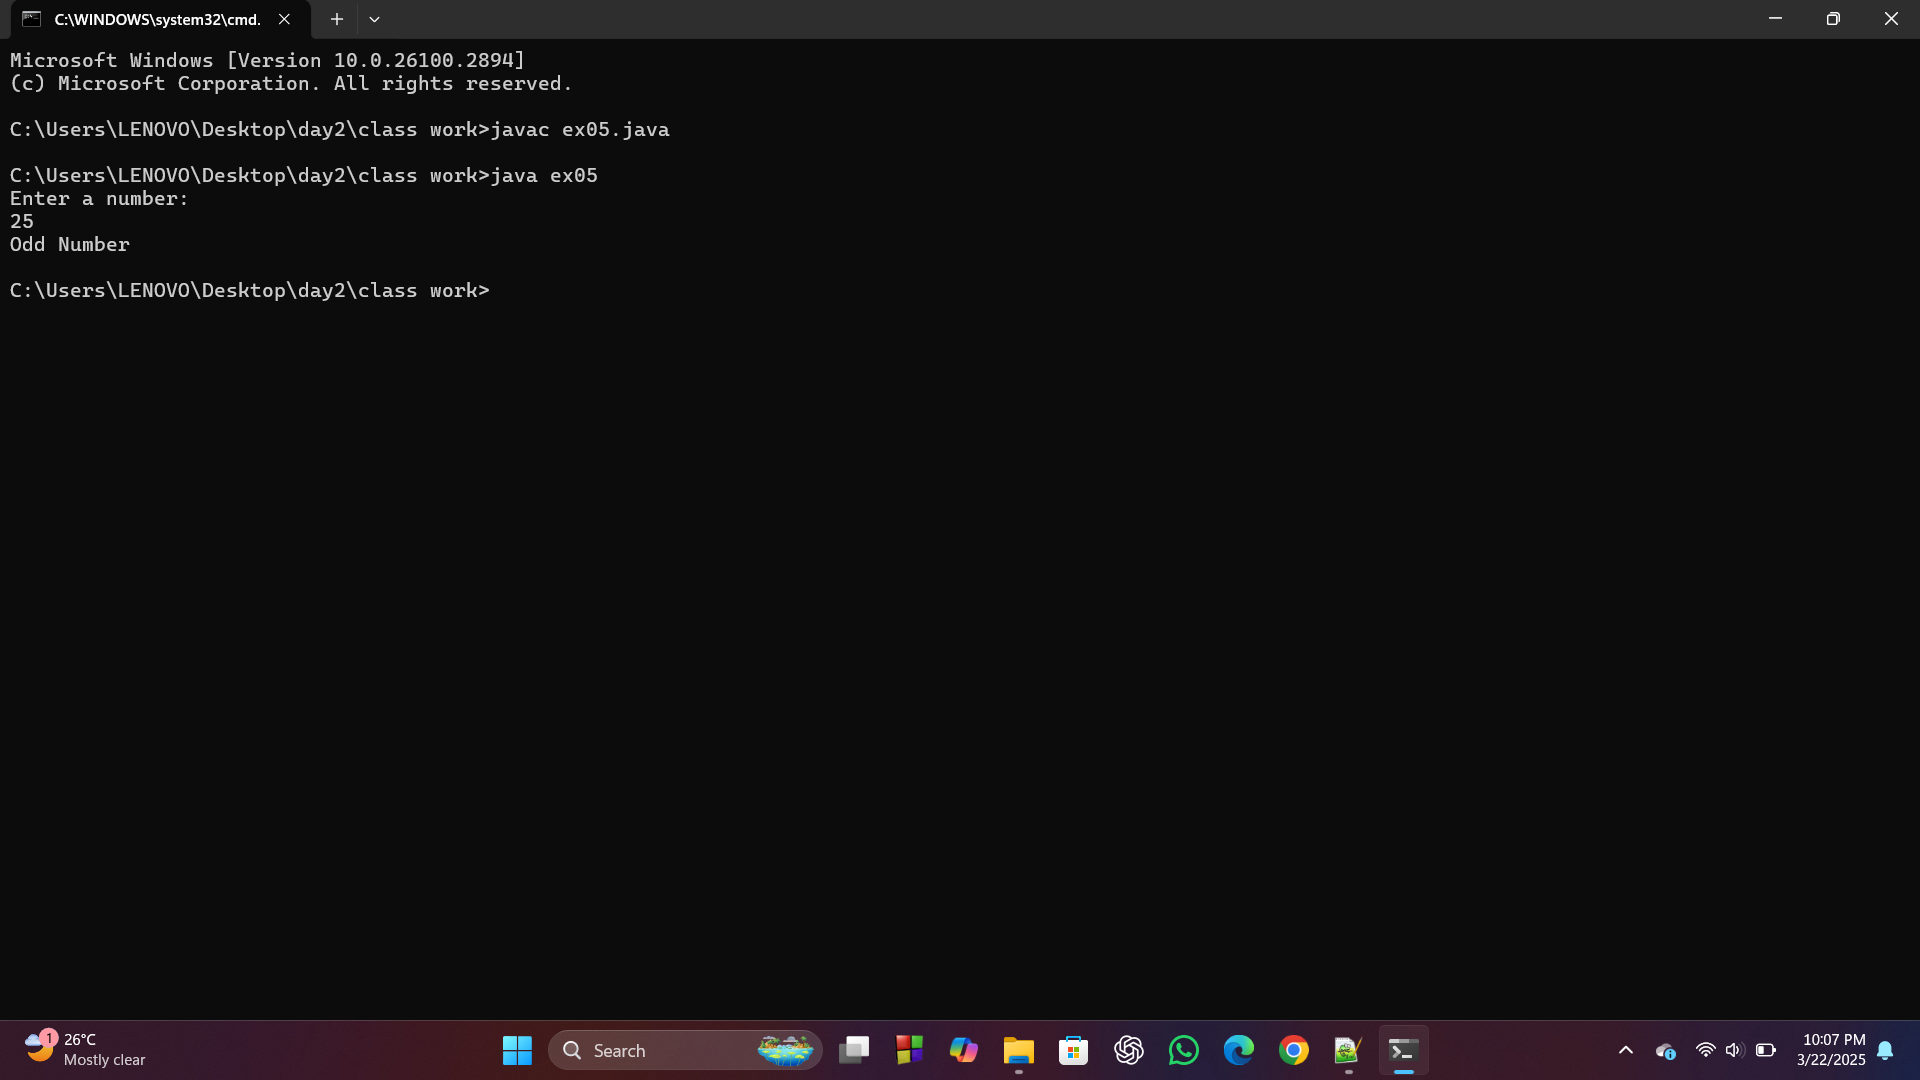 C:\WINDOWS\system32\cmd.
Microsoft Windows [Version 10.0.26100.2894]
(c) Microsoft Corporation. All rights reserved.
C:\Users\LENOVO\Desktop\day2\class work>javac ex05.java
C:\Users\LENOVO\Desktop\day2\class work>java ex05
Enter a number:
25
Odd Number
C:\Users\LENOVO\Desktop\day2\class work>
1
26°C
Mostly clear
Search
10:07 PM
3/22/2025